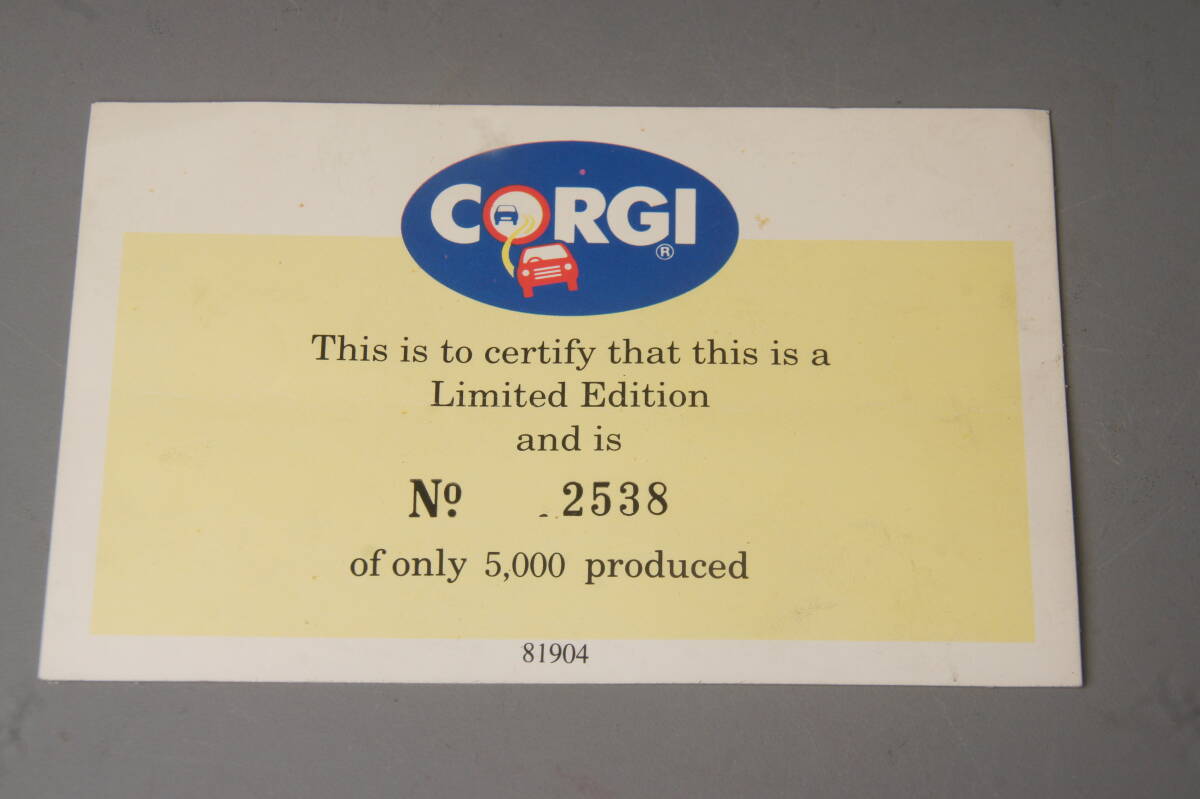 CORGI
®
This is to certify that this is a
Limited Edition
and is
Nº 2538
of only 5,000 produced
81904